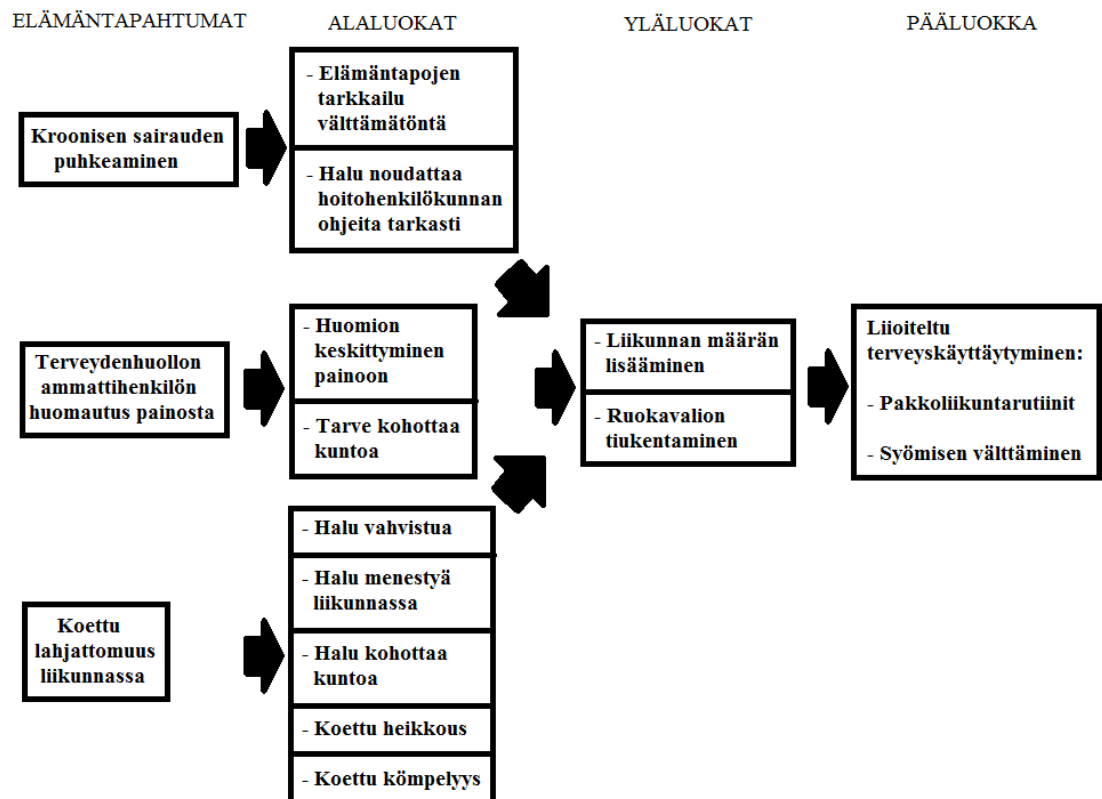 ELÄMÄNTAPAHTUMAT
ALALUOKAT
YLÄLUOKAT
PÄÄLUOKKA
Kroonisen sairauden
puhkeaminen
- Elämäntapojen
tarkkailu
välttämätöntä
- Halu noudattaa
hoitohenkilökunnan
ohjeita tarkasti
Terveydenhuollon
ammattihenkilön
huomautus painosta
- Huomion
keskittyminen
painoon
- Tarve kohottaa
kuntoa
Koettu
lahjattomuus
liikunnassa
- Halu vahvistua
- Halu menestyä
liikunnassa
- Halu kohottaa
kuntoa
- Koettu heikkous
- Koettu kömpelyys
- Liikunnan määrän
lisääminen
- Ruokavalion
tiukentaminen
Liioiteltu
terveyskäyttäytyminen:
- Pakkoliikuntarutiinit
- Syömisen välttäminen